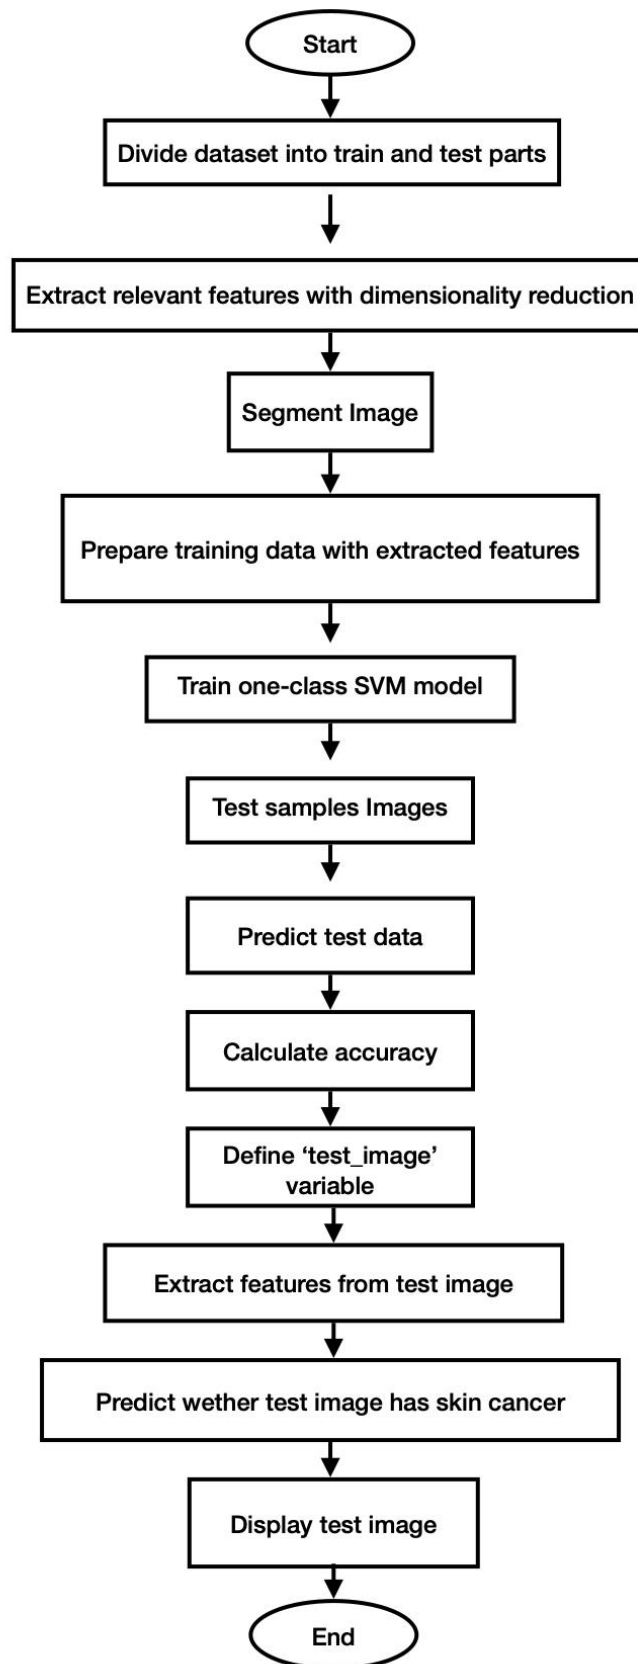 Start
Divide dataset into train and test parts
Extract relevant features with dimensionality reduction
Segment Image
Prepare training data with extracted features
Train one-class SVM model
Test samples Images
Predict test data
Calculate accuracy
Define ‘test_image’
variable
Extract features from test image
Predict wether test image has skin cancer
Display test image
End